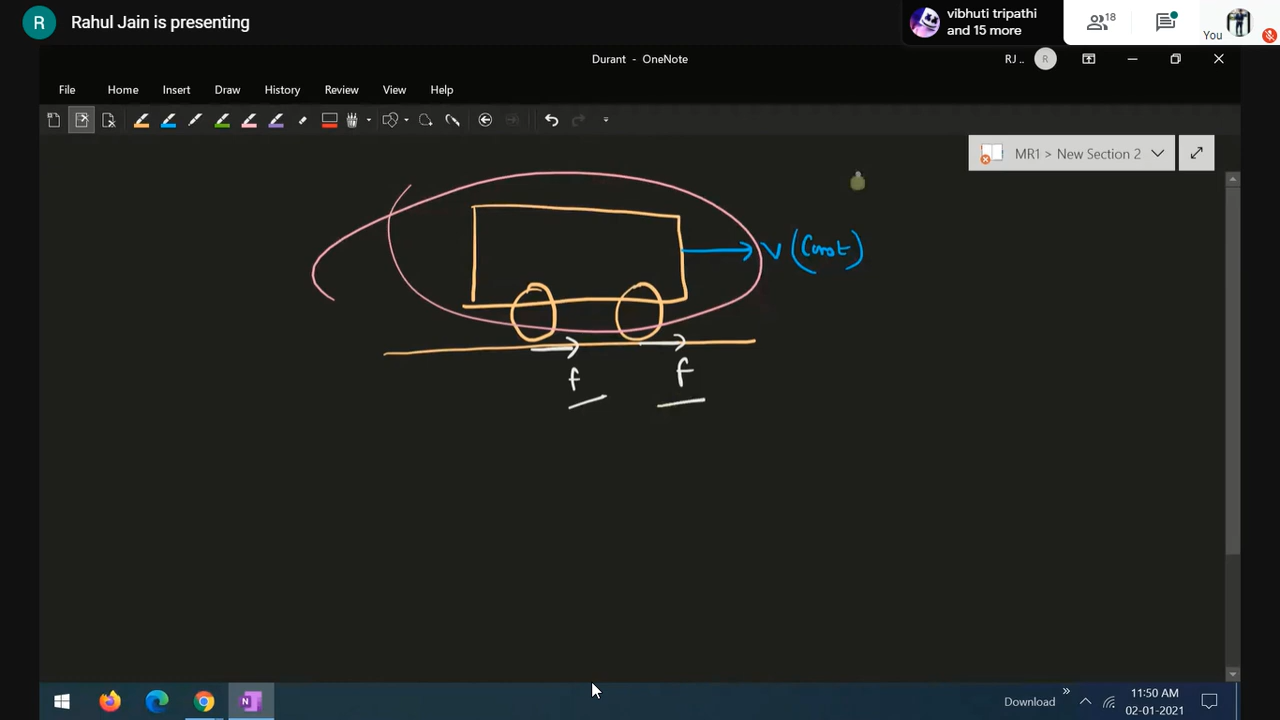 R Rahul Jain is presenting
vibhuti tripathi
and 15 more
18
You
Durant - OneNote
RJ ..
R
File Home Insert Draw History Review View Help
MR1 > New Section 2
V (Const)
f f
Download
»
11:50 AM
02-01-2021